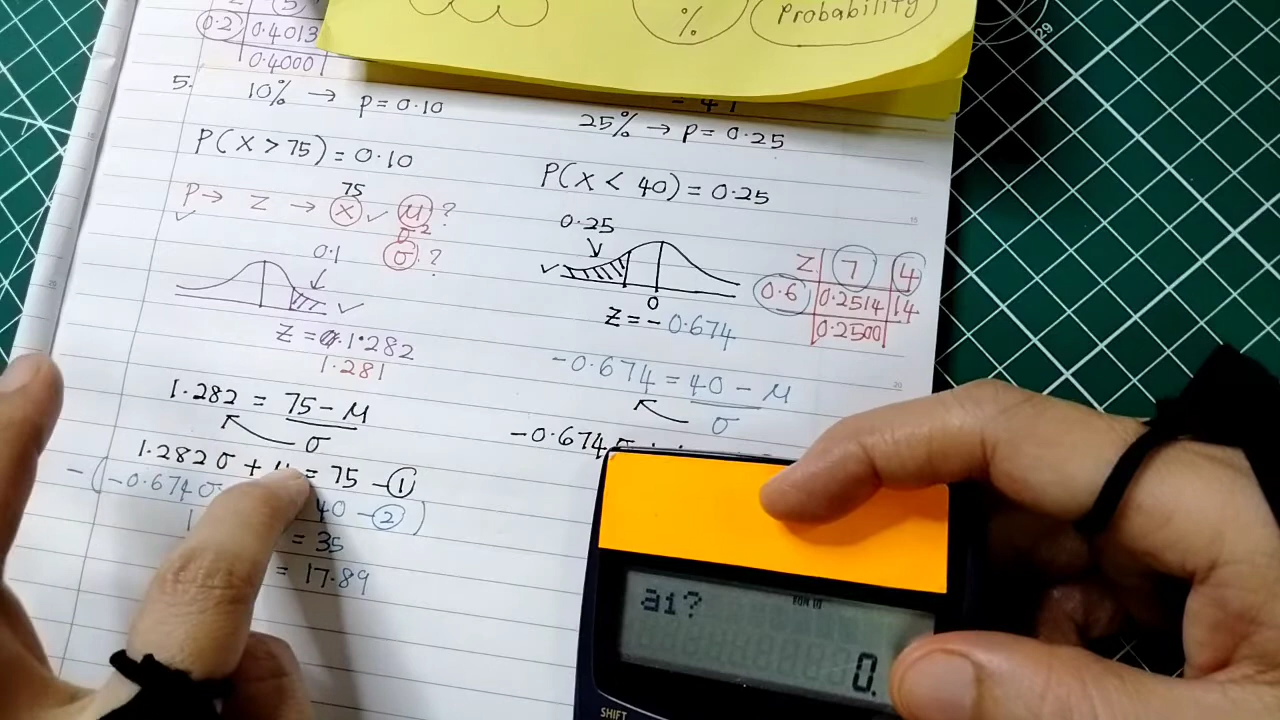 %
Probability
0.2 0.4013
0.4000
5.
10% → p = 0.10
P(X > 75) = 0.10
75
P → Z → X ✓ μ ?
✓
σ ?
0.1
✓
1.282
1.281
1.282 = 75 - μ
σ
1.282σ + = 75 - ①
-(-0.674σ 40 - ②)
= 35
= 17.89
25% → p = 0.25
P(X < 40) = 0.25
0.25
✓
0
Z = -0.674
Z 7 4
0.6 0.2514 14
0.2500
-0.674 = 40 - μ
σ
-0.674σ
29
ai?
0.
SHIFT